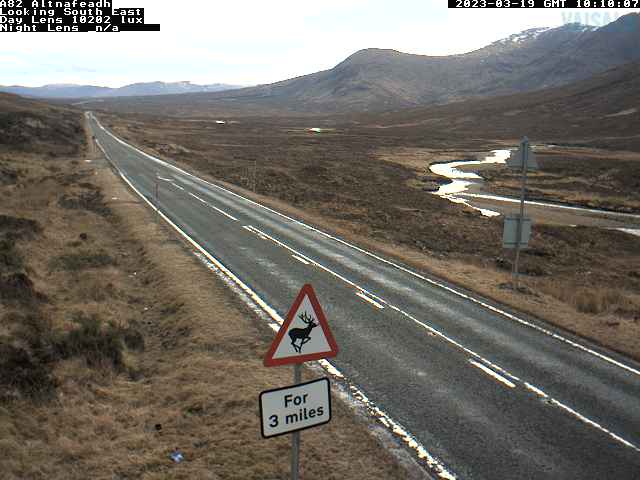 A82 Altnafeadh
Looking South East
Day Lens 10202 lux
Night Lens n/a
2023-03-19 GMT 10:10:07
VAISALA
For
3 miles